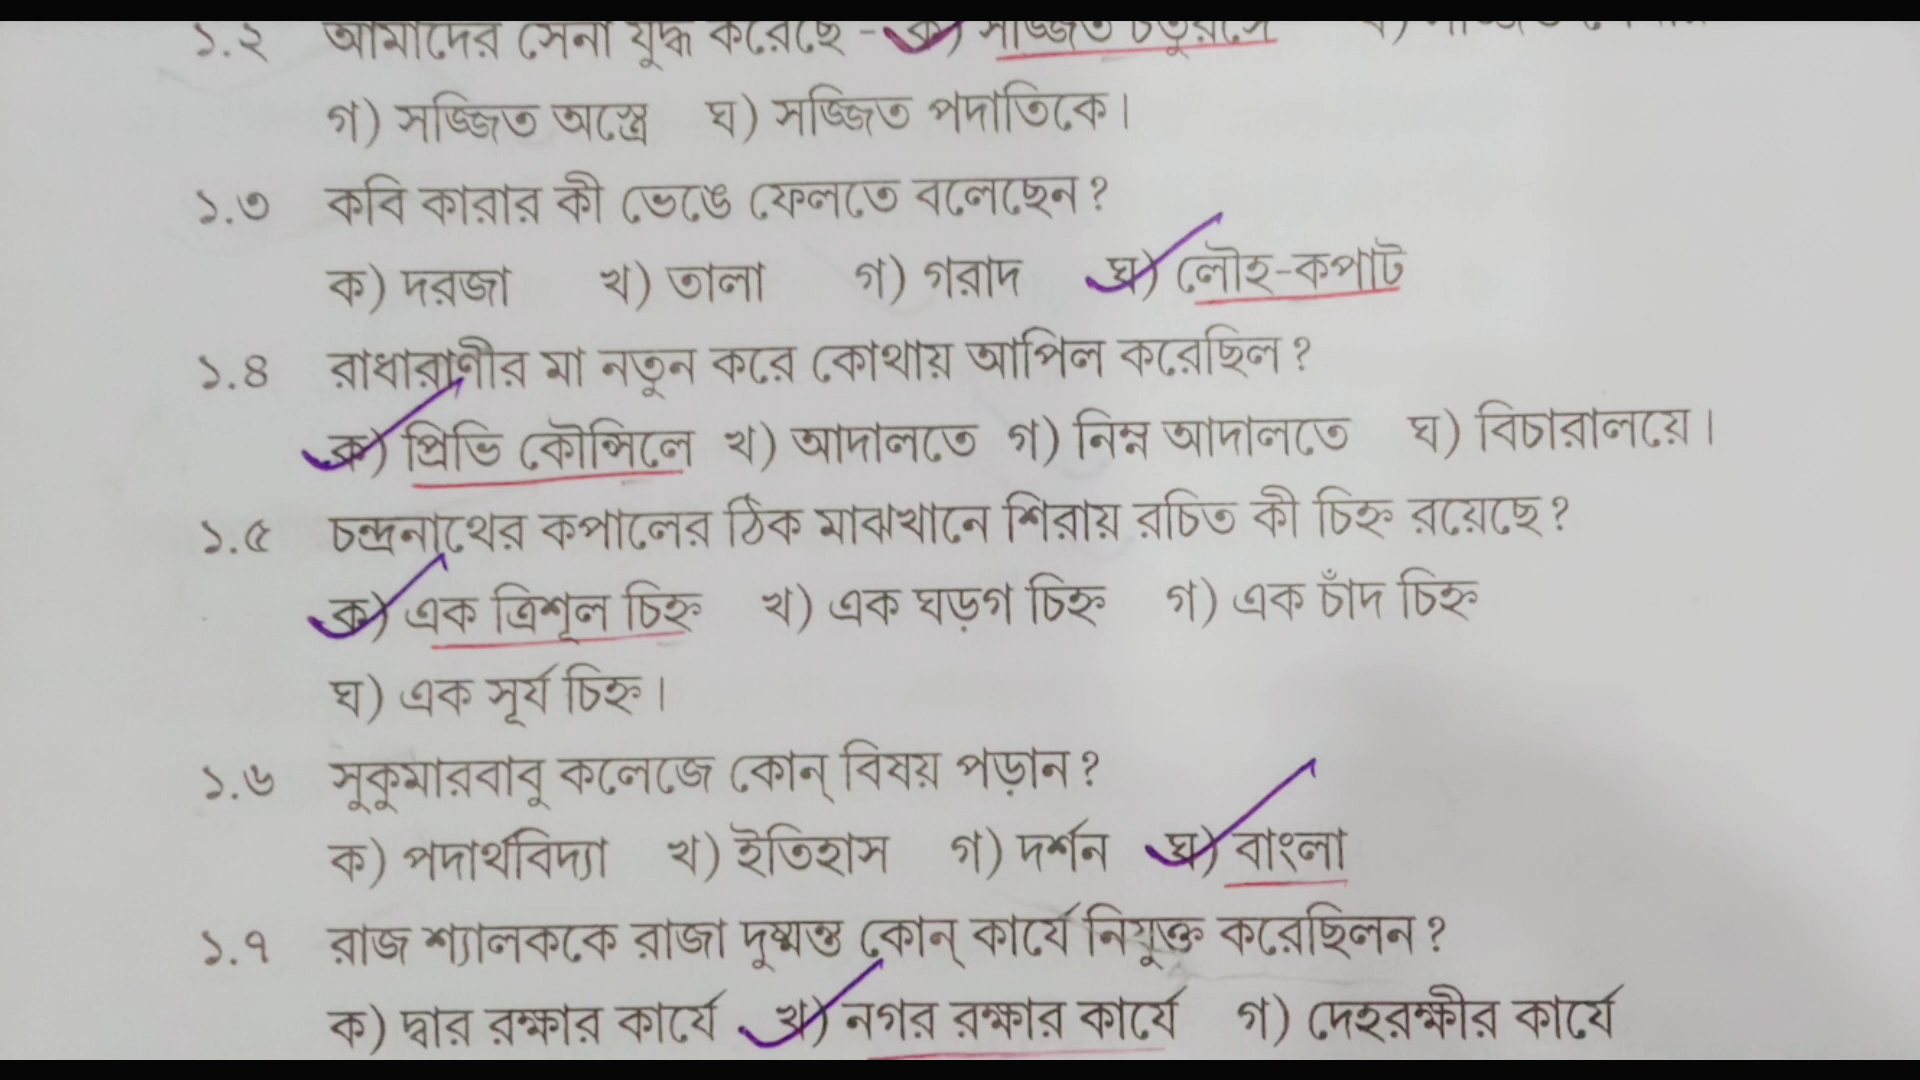 ১.২ আমাদের সেনা যুদ্ধ করেছে - ক) সজ্জিত চতুরঙ্গে খ)
গ) সজ্জিত অস্ত্রে ঘ) সজ্জিত পদাতিকে।
১.৩ কবি কারার কী ভেঙে ফেলতে বলেছেন?
ক) দরজা খ) তালা গ) গরাদ ঘ) লৌহ-কপাট
১.৪ রাধারাণীর মা নতুন করে কোথায় আপিল করেছিল?
ক) প্রিভি কৌন্সিলে খ) আদালতে গ) নিম্ন আদালতে ঘ) বিচারালয়ে।
১.৫ চন্দ্রনাথের কপালের ঠিক মাঝখানে শিরায় রচিত কী চিহ্ন রয়েছে?
ক) এক ত্রিশূল চিহ্ন খ) এক ঘড়গ চিহ্ন গ) এক চাঁদ চিহ্ন
ঘ) এক সূর্য চিহ্ন।
১.৬ সুকুমারবাবু কলেজে কোন্ বিষয় পড়ান?
ক) পদার্থবিদ্যা খ) ইতিহাস গ) দর্শন ঘ) বাংলা
১.৭ রাজ শ্যালককে রাজা দুষ্মন্ত কোন্ কার্যে নিযুক্ত করেছিলন?
ক) দ্বার রক্ষার কার্যে খ) নগর রক্ষার কার্যে গ) দেহরক্ষীর কার্যে